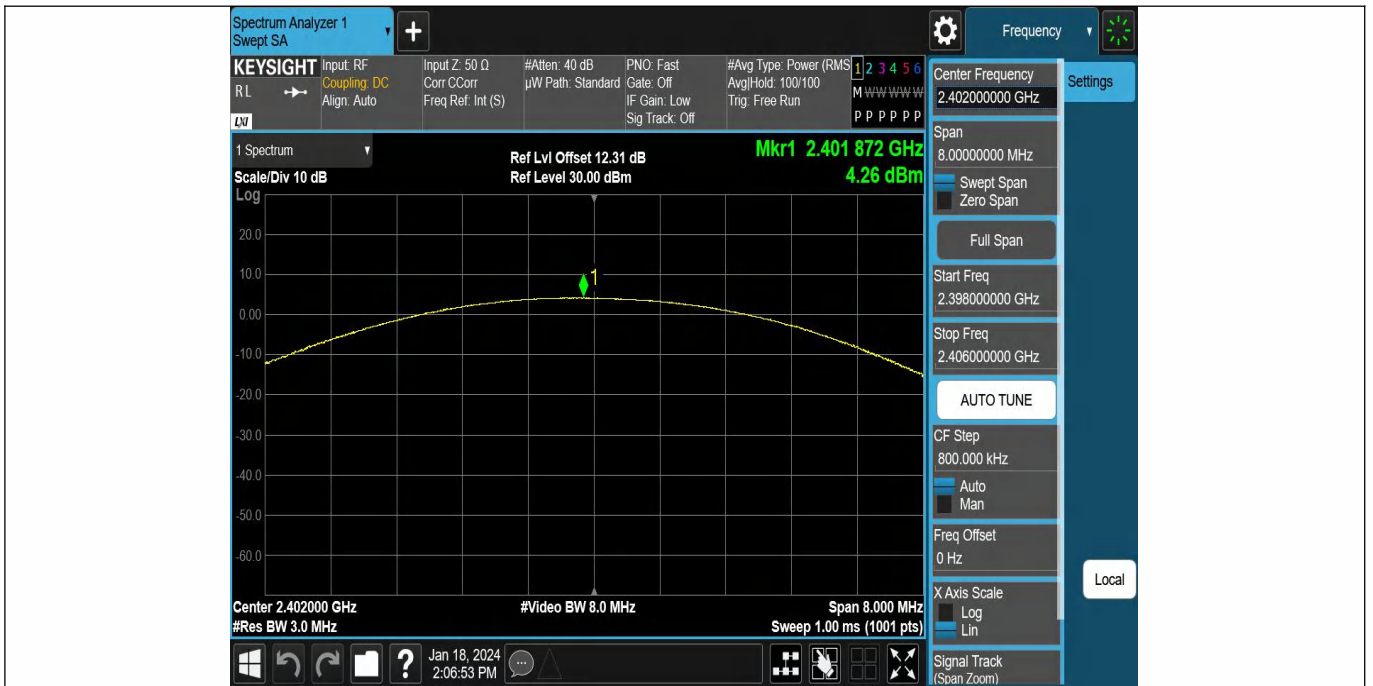 Spectrum Analyzer 1
Swept SA
+
Frequency
KEYSIGHT
RL
LXI
Input: RF
Coupling: DC
Align: Auto
Input Z: 50 Ω
Corr CCorr
Freq Ref: Int (S)
#Atten: 40 dB
µW Path: Standard
PNO: Fast
Gate: Off
IF Gain: Low
Sig Track: Off
#Avg Type: Power (RMS
Avg|Hold: 100/100
Trig: Free Run
1 2 3 4 5 6
M W W W W W
P P P P P P
1 Spectrum
Scale/Div 10 dB
Ref Lvl Offset 12.31 dB
Ref Level 30.00 dBm
Mkr1 2.401 872 GHz
4.26 dBm
Log
20.0
10.0
0.00
-10.0
-20.0
-30.0
-40.0
-50.0
-60.0
1
Center 2.402000 GHz
#Res BW 3.0 MHz
#Video BW 8.0 MHz
Span 8.000 MHz
Sweep 1.00 ms (1001 pts)
Center Frequency
2.402000000 GHz
Settings
Span
8.00000000 MHz
Swept Span
Zero Span
Full Span
Start Freq
2.398000000 GHz
Stop Freq
2.406000000 GHz
AUTO TUNE
CF Step
800.000 kHz
Auto
Man
Freq Offset
0 Hz
Local
X Axis Scale
Log
Lin
Signal Track
(Span Zoom)
?
Jan 18, 2024
2:06:53 PM